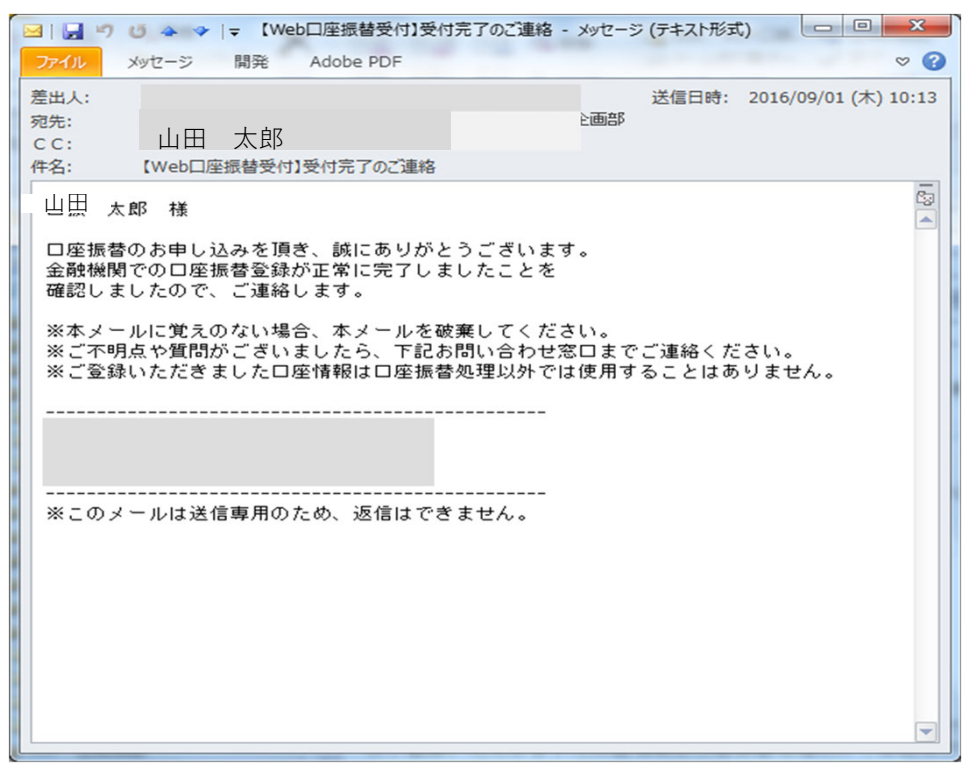 【Web口座振替受付】受付完了のご連絡 - メッセージ (テキスト形式)
ファイル メッセージ 開発 Adobe PDF
差出人: 送信日時: 2016/09/01 (木) 10:13
宛先: 画部
ＣＣ: 山田 太郎
件名: 【Web口座振替受付】受付完了のご連絡
山田 太郎 様
口座振替のお申し込みを頂き、誠にありがとうございます。
金融機関での口座振替登録が正常に完了しましたことを
確認しましたので、ご連絡します。
※本メールに覚えのない場合、本メールを破棄してください。
※ご不明点や質問がございましたら、下記お問い合わせ窓口までご連絡ください。
※ご登録いただきました口座情報は口座振替処理以外では使用することはありません。
--------------------------------------------------
--------------------------------------------------
※このメールは送信専用のため、返信はできません。